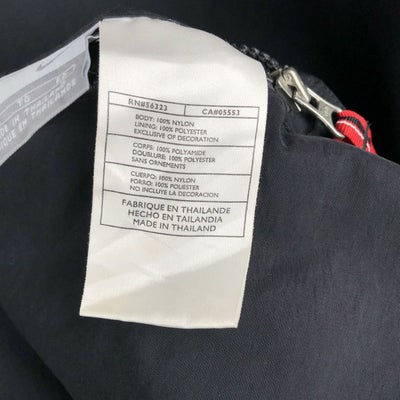 RN#56323 CA#05553
BODY: 100% NYLON
LINING: 100% POLYESTER
EXCLUSIVE OF DECORATION
CORPS: 100% POLYAMIDE
DOUBLURE: 100% POLYESTER
SANS ORNEMENTS
CUERPO: 100% NYLON
FORRO: 100% POLIESTER
NO INCLUYE LA DECORACION
FABRIQUE EN THAILANDE
HECHO EN TAILANDIA
MADE IN THAILAND